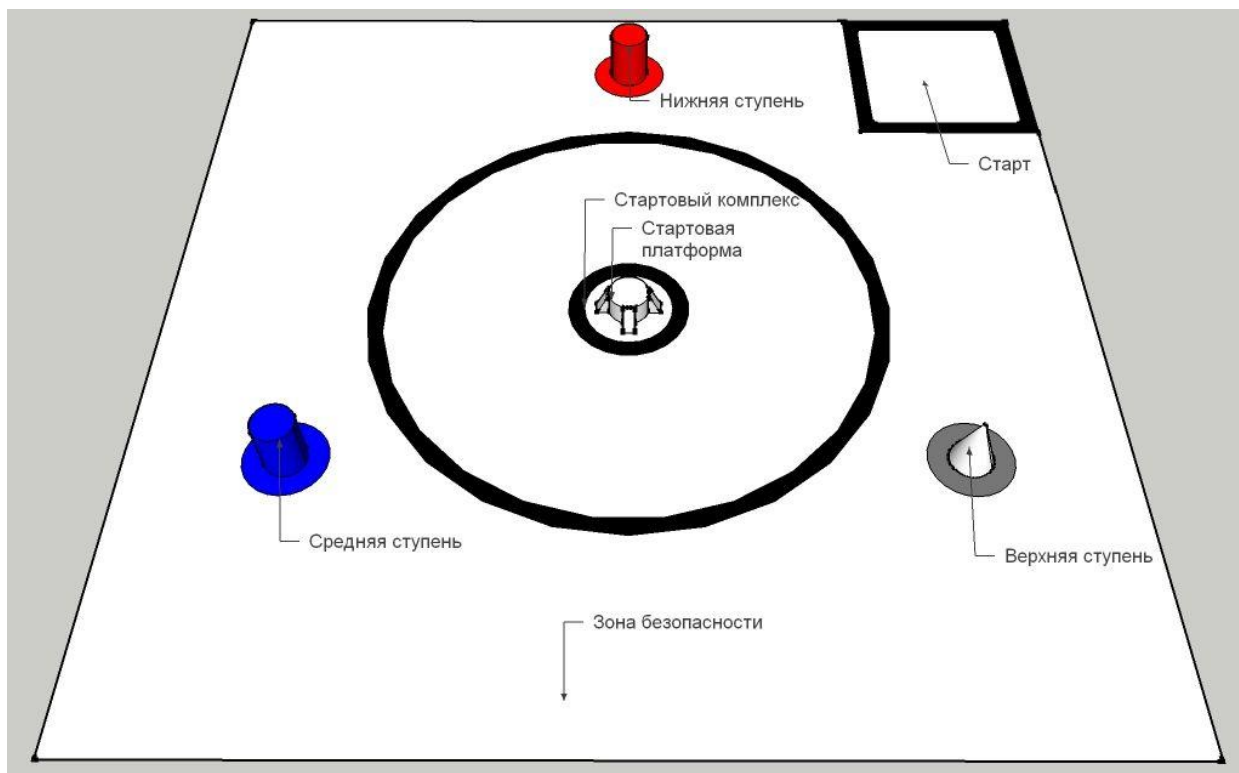 Нижняя ступень
Старт
Стартовый комплекс
Стартовая
платформа
Средняя ступень
Верхняя ступень
Зона безопасности